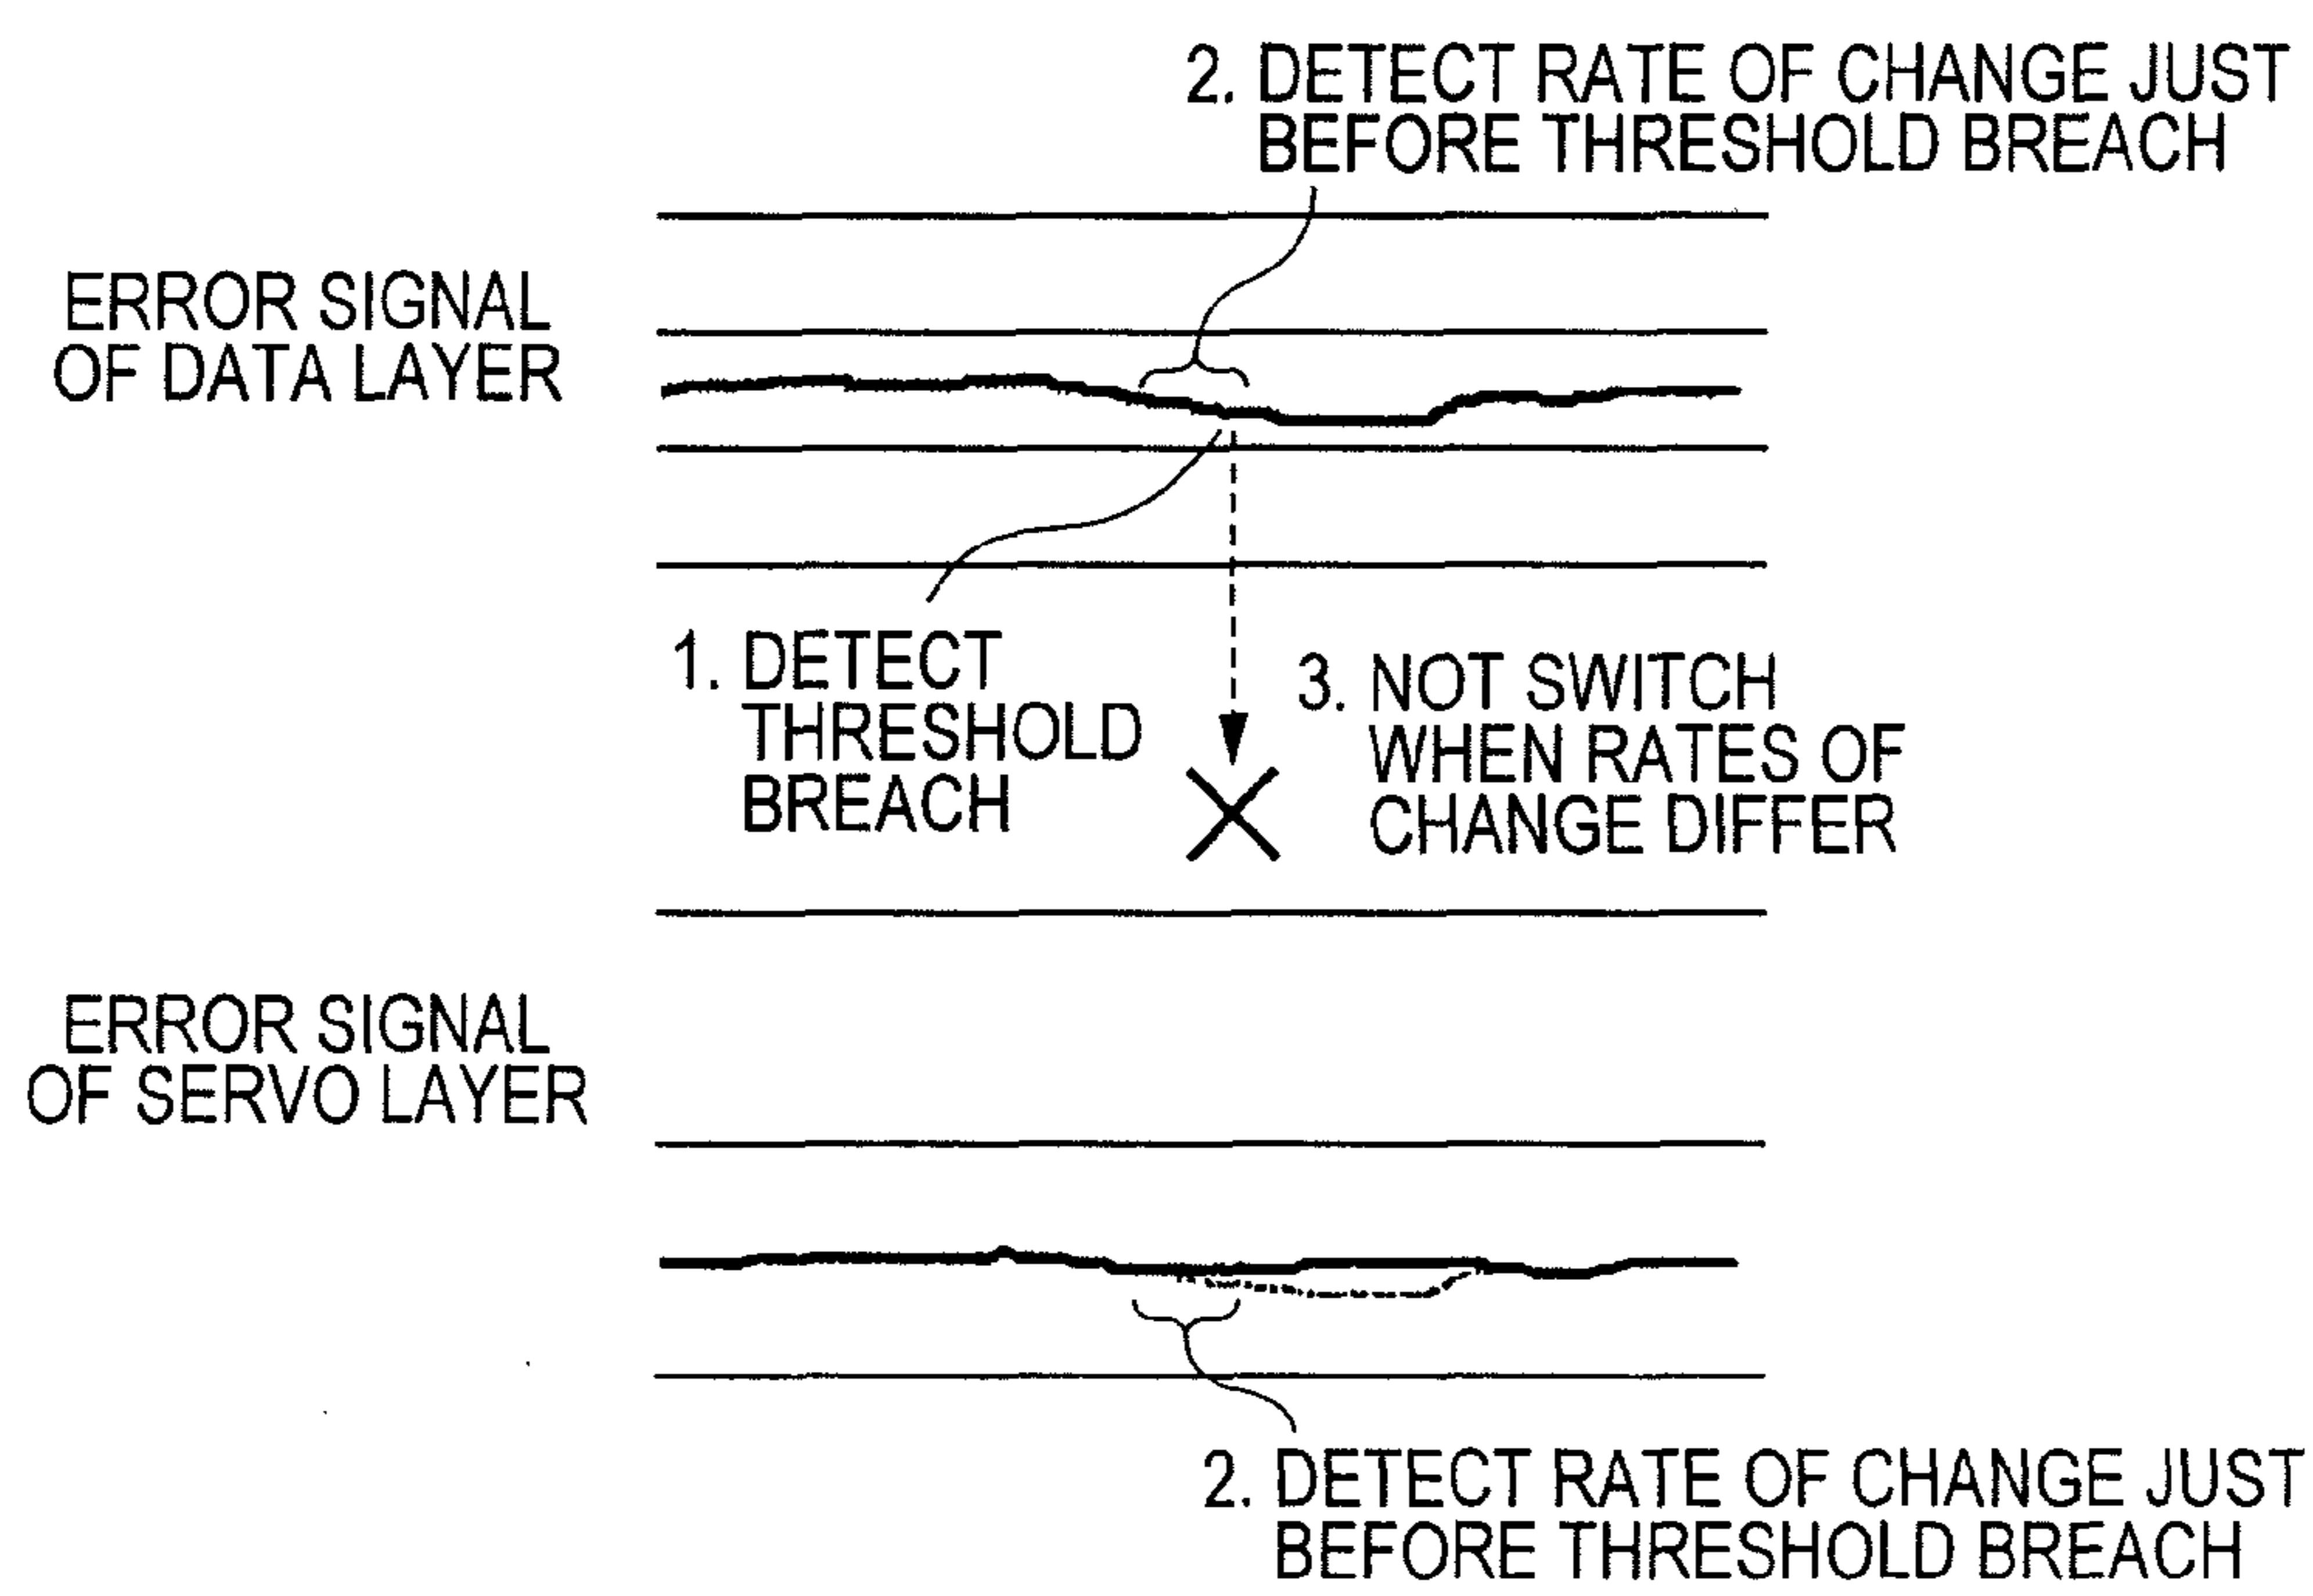 2. DETECT RATE OF CHANGE JUST
BEFORE THRESHOLD BREACH
ERROR SIGNAL
OF DATA LAYER
1. DETECT
THRESHOLD
BREACH
3. NOT SWITCH
WHEN RATES OF
CHANGE DIFFER
ERROR SIGNAL
OF SERVO LAYER
2. DETECT RATE OF CHANGE JUST
BEFORE THRESHOLD BREACH